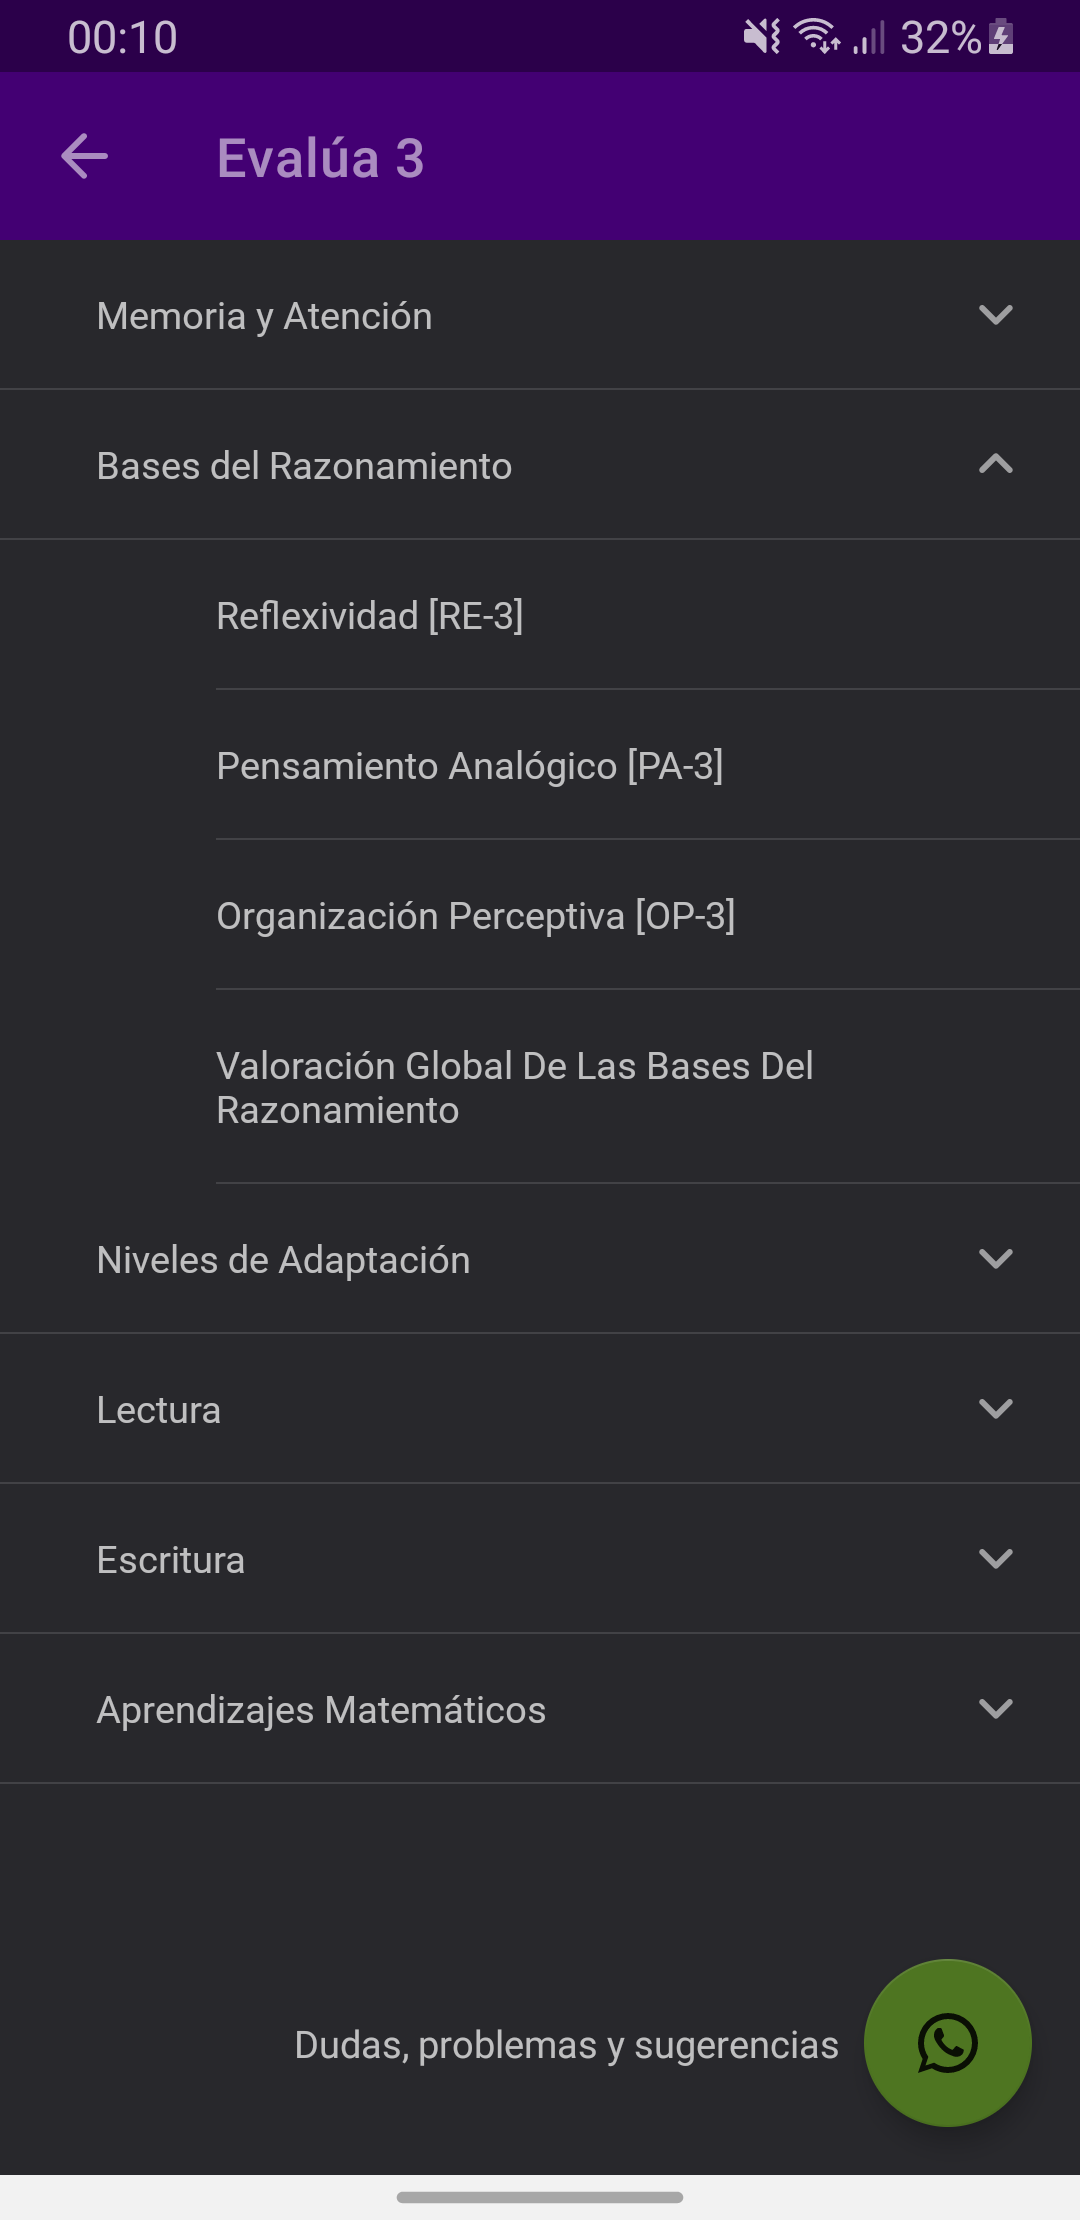 00:10
32%
Evalúa 3
Memoria y Atención
Bases del Razonamiento
Reflexividad [RE-3]
Pensamiento Analógico [PA-3]
Organización Perceptiva [OP-3]
Valoración Global De Las Bases Del
Razonamiento
Niveles de Adaptación
Lectura
Escritura
Aprendizajes Matemáticos
Dudas, problemas y sugerencias